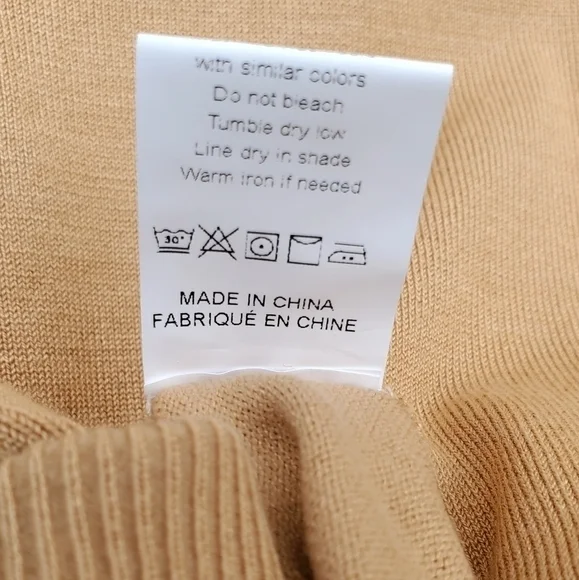 with similar colors
Do not bleach
Tumble dry low
Line dry in shade
Warm iron if needed
30°
MADE IN CHINA
FABRIQUÉ EN CHINE